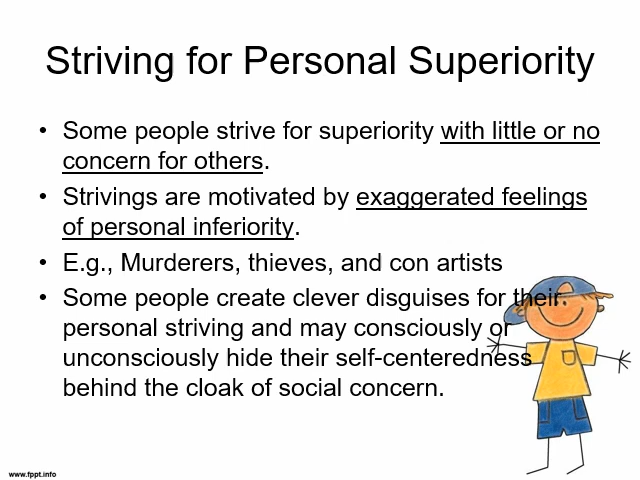 Striving for Personal Superiority
• Some people strive for superiority with little or no
concern for others.
• Strivings are motivated by exaggerated feelings
of personal inferiority.
• E.g., Murderers, thieves, and con artists
• Some people create clever disguises for their
personal striving and may consciously or
unconsciously hide their self-centeredness
behind the cloak of social concern.
www.fppt.info